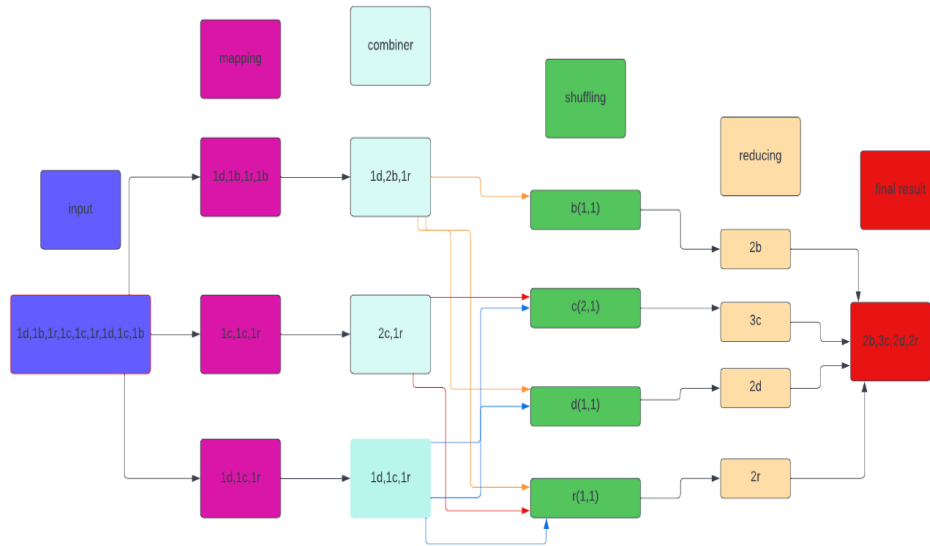 mapping
combiner
shuffling
reducing
final result
input
1d,1b,1r,1b
1d,2b,1r
b(1,1)
2b
1d,1b,1r,1c,1c,1r,1d,1c,1b
1c,1c,1r
2c,1r
c(2,1)
3c
2b,3c,2d,2r
d(1,1)
2d
1d,1c,1r
1d,1c,1r
r(1,1)
2r